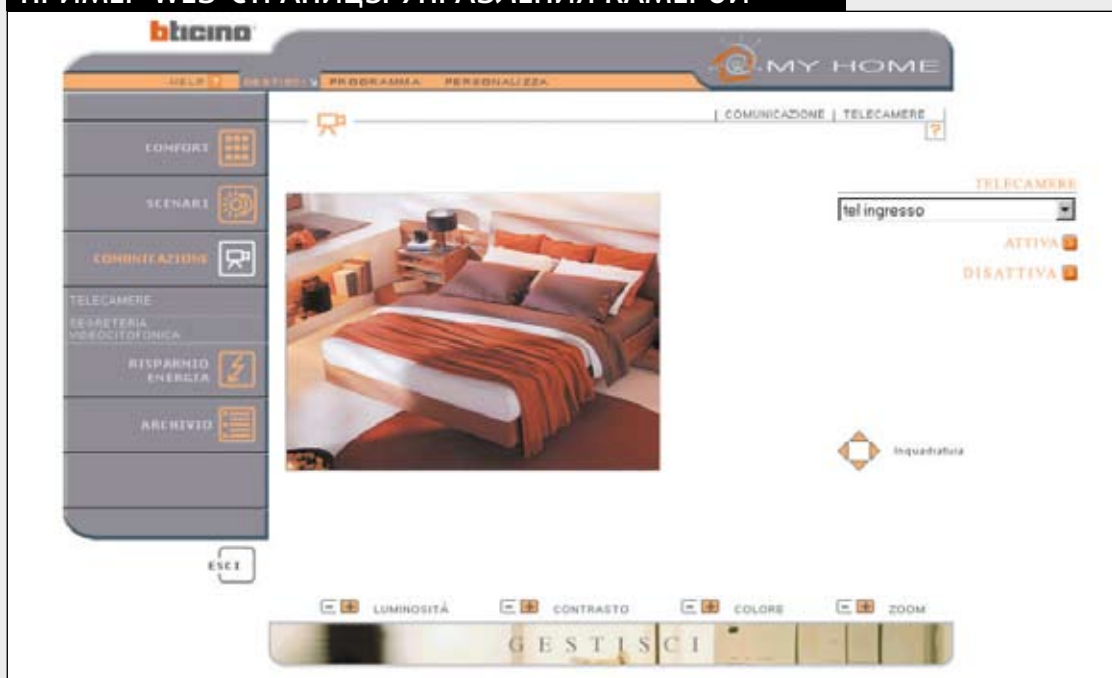 ПРИМЕР WEB-СТРАНИЦЫ УПРАВЛЕНИЯ КАМЕРОЙ
bticino
MY HOME
HELP ? GESTISCI PROGRAMMA PERSONALIZZA
| COMUNICAZIONE | TELECAMERE
?
CONFORT
SCENARI
COMUNICAZIONE
TELECAMERE
SEGRETERIA
VIDEOCITOFONICA
RISPARMIO
ENERGIA
ARCHIVIO
ESCI
TELECAMERE
tel ingresso
ATTIVA
DISATTIVA
Inquadratura
- + LUMINOSITÁ - + CONTRASTO - + COLORE - + ZOOM
GESTISCI